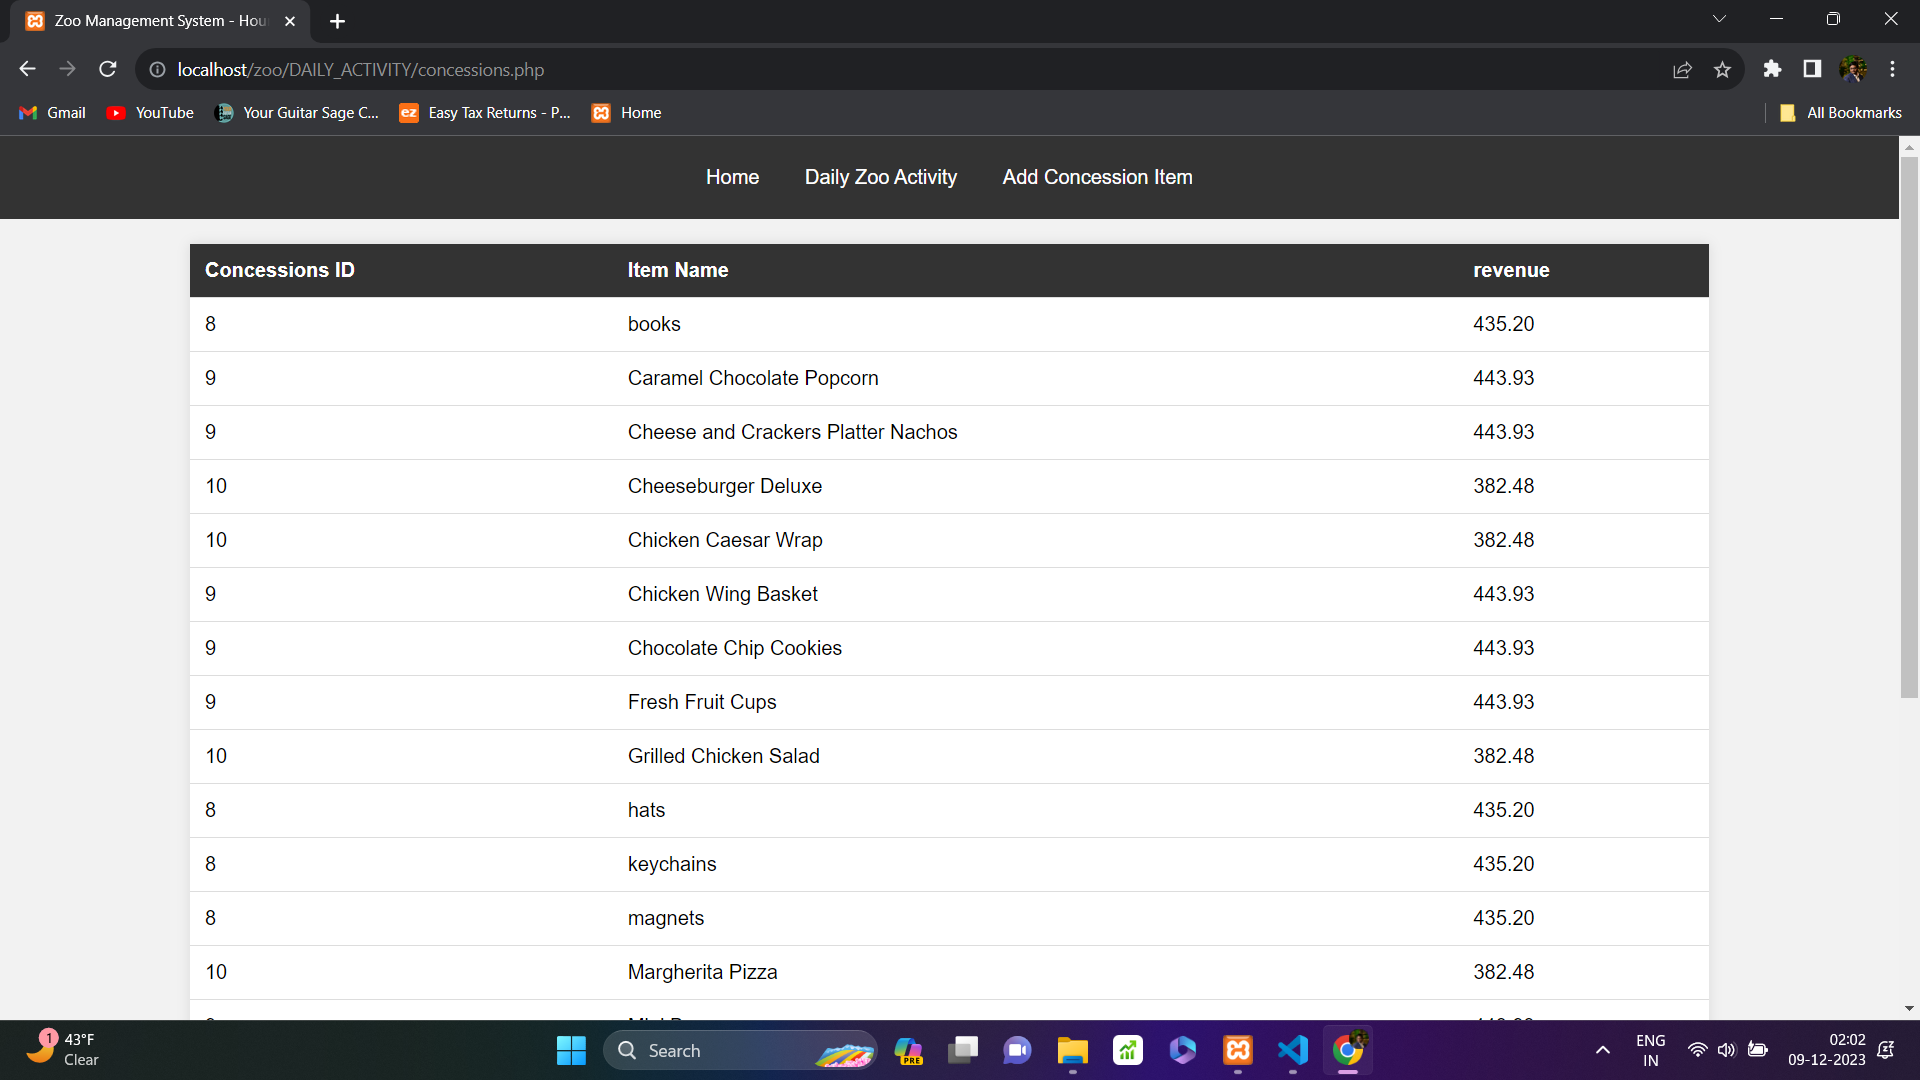 Zoo Management System - Hou
localhost/zoo/DAILY_ACTIVITY/concessions.php
Gmail YouTube Your Guitar Sage C... ez Easy Tax Returns - P... Home All Bookmarks
Home Daily Zoo Activity Add Concession Item
Concessions ID Item Name revenue
8 books 435.20
9 Caramel Chocolate Popcorn 443.93
9 Cheese and Crackers Platter Nachos 443.93
10 Cheeseburger Deluxe 382.48
10 Chicken Caesar Wrap 382.48
9 Chicken Wing Basket 443.93
9 Chocolate Chip Cookies 443.93
9 Fresh Fruit Cups 443.93
10 Grilled Chicken Salad 382.48
8 hats 435.20
8 keychains 435.20
8 magnets 435.20
10 Margherita Pizza 382.48
1 43°F
Clear
Search
PRE
ENG
IN
02:02
09-12-2023